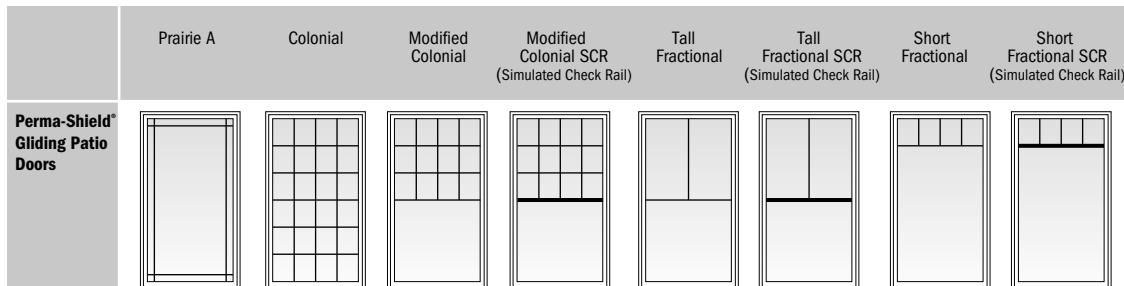 Prairie A
Colonial
Modified
Colonial
Modified
Colonial SCR
(Simulated Check Rail)
Tall
Fractional
Tall
Fractional SCR
(Simulated Check Rail)
Short
Fractional
Short
Fractional SCR
(Simulated Check Rail)
Perma-Shield®
Gliding Patio
Doors